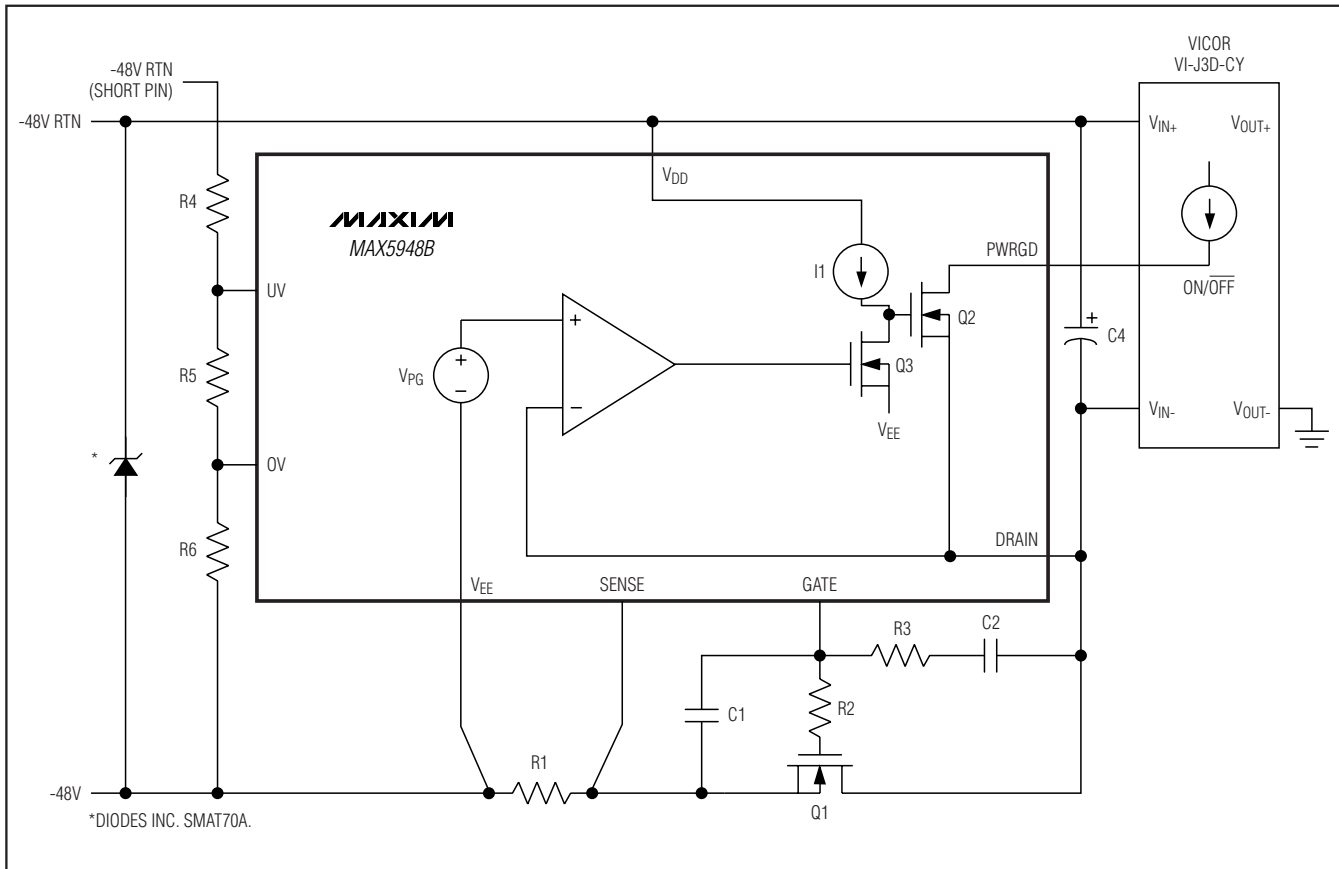 VICOR
VI-J3D-CY
-48V RTN
(SHORT PIN)
-48V RTN
VIN+
VOUT+
VDD
R4
MAXIM
MAX5948B
PWRGD
I1
ON/OFF
UV
Q2
+
C4
+
Q3
R5
VPG
+
−
−
VEE
VIN-
VOUT-
*
OV
R6
DRAIN
VEE
SENSE
GATE
R3
C2
C1
R2
R1
-48V
Q1
*DIODES INC. SMAT70A.